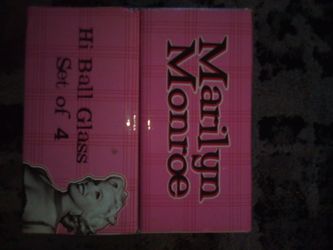 Marilyn
Monroe
Hi Ball Glass
Set of 4